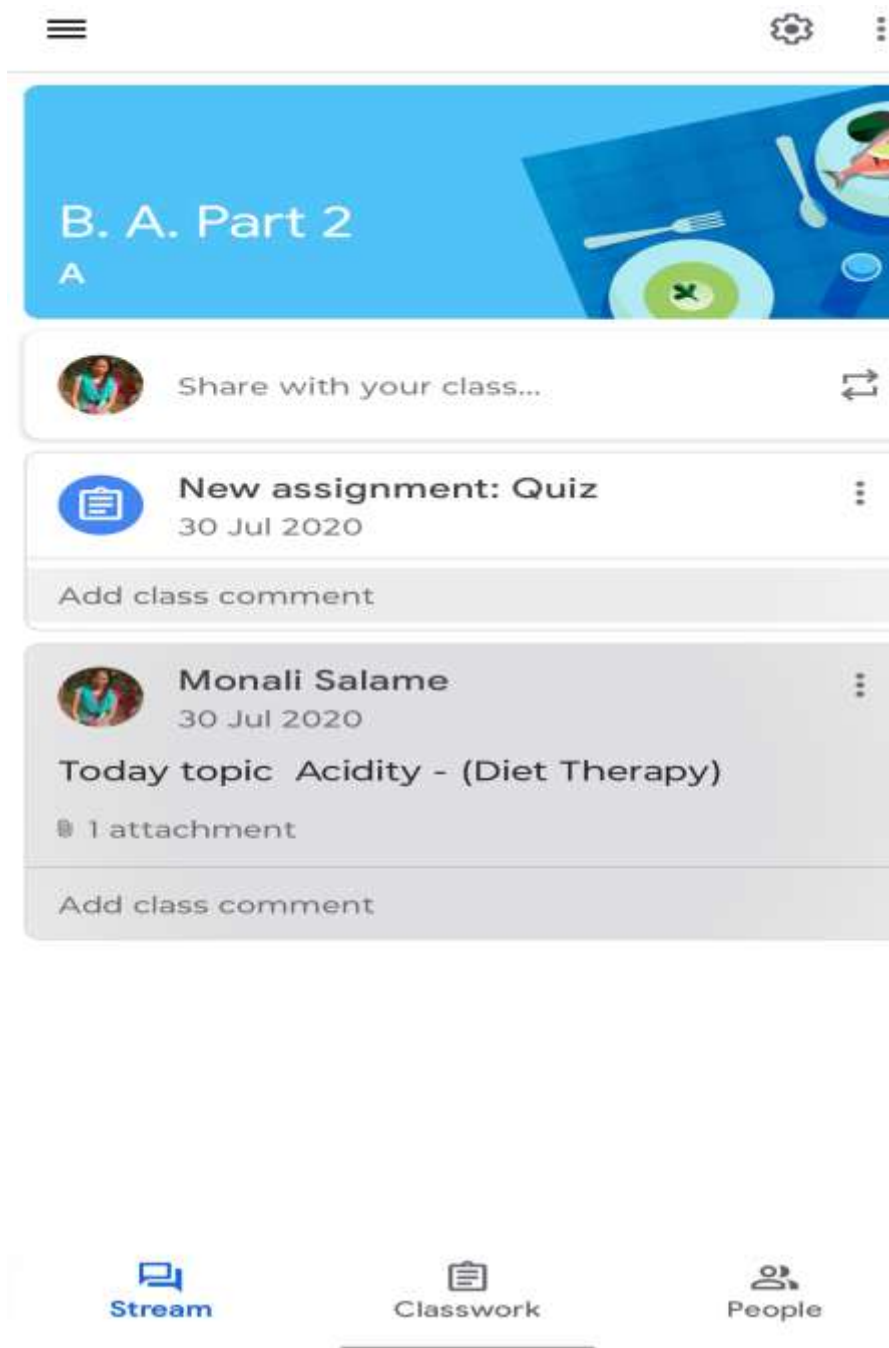 B. A. Part 2
A
Share with your class...
New assignment: Quiz
30 Jul 2020
Add class comment
Monali Salame
30 Jul 2020
Today topic  Acidity - (Diet Therapy)
1 attachment
Add class comment
Stream
Classwork
People